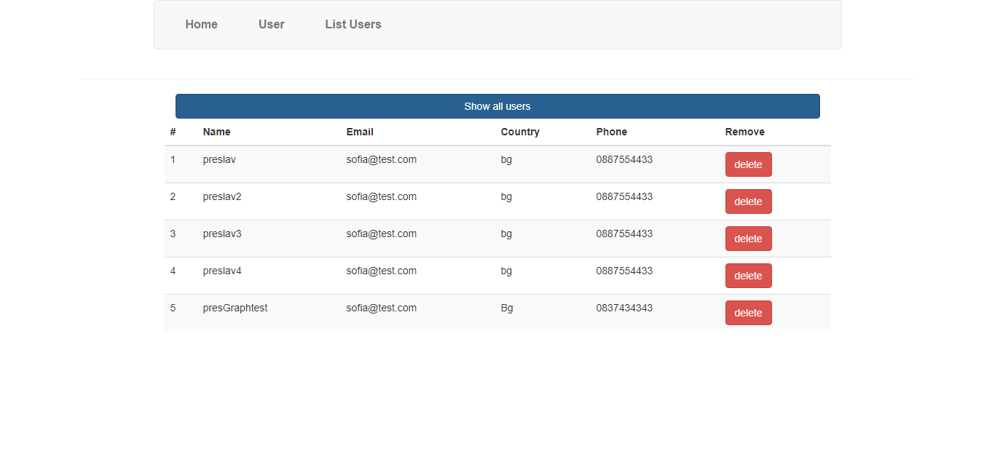 Home User List Users
Show all users
# Name Email Country Phone Remove
1 preslav sofia@test.com bg 0887554433 delete
2 preslav2 sofia@test.com bg 0887554433 delete
3 preslav3 sofia@test.com bg 0887554433 delete
4 preslav4 sofia@test.com bg 0887554433 delete
5 presGraphtest sofia@test.com Bg 0837434343 delete